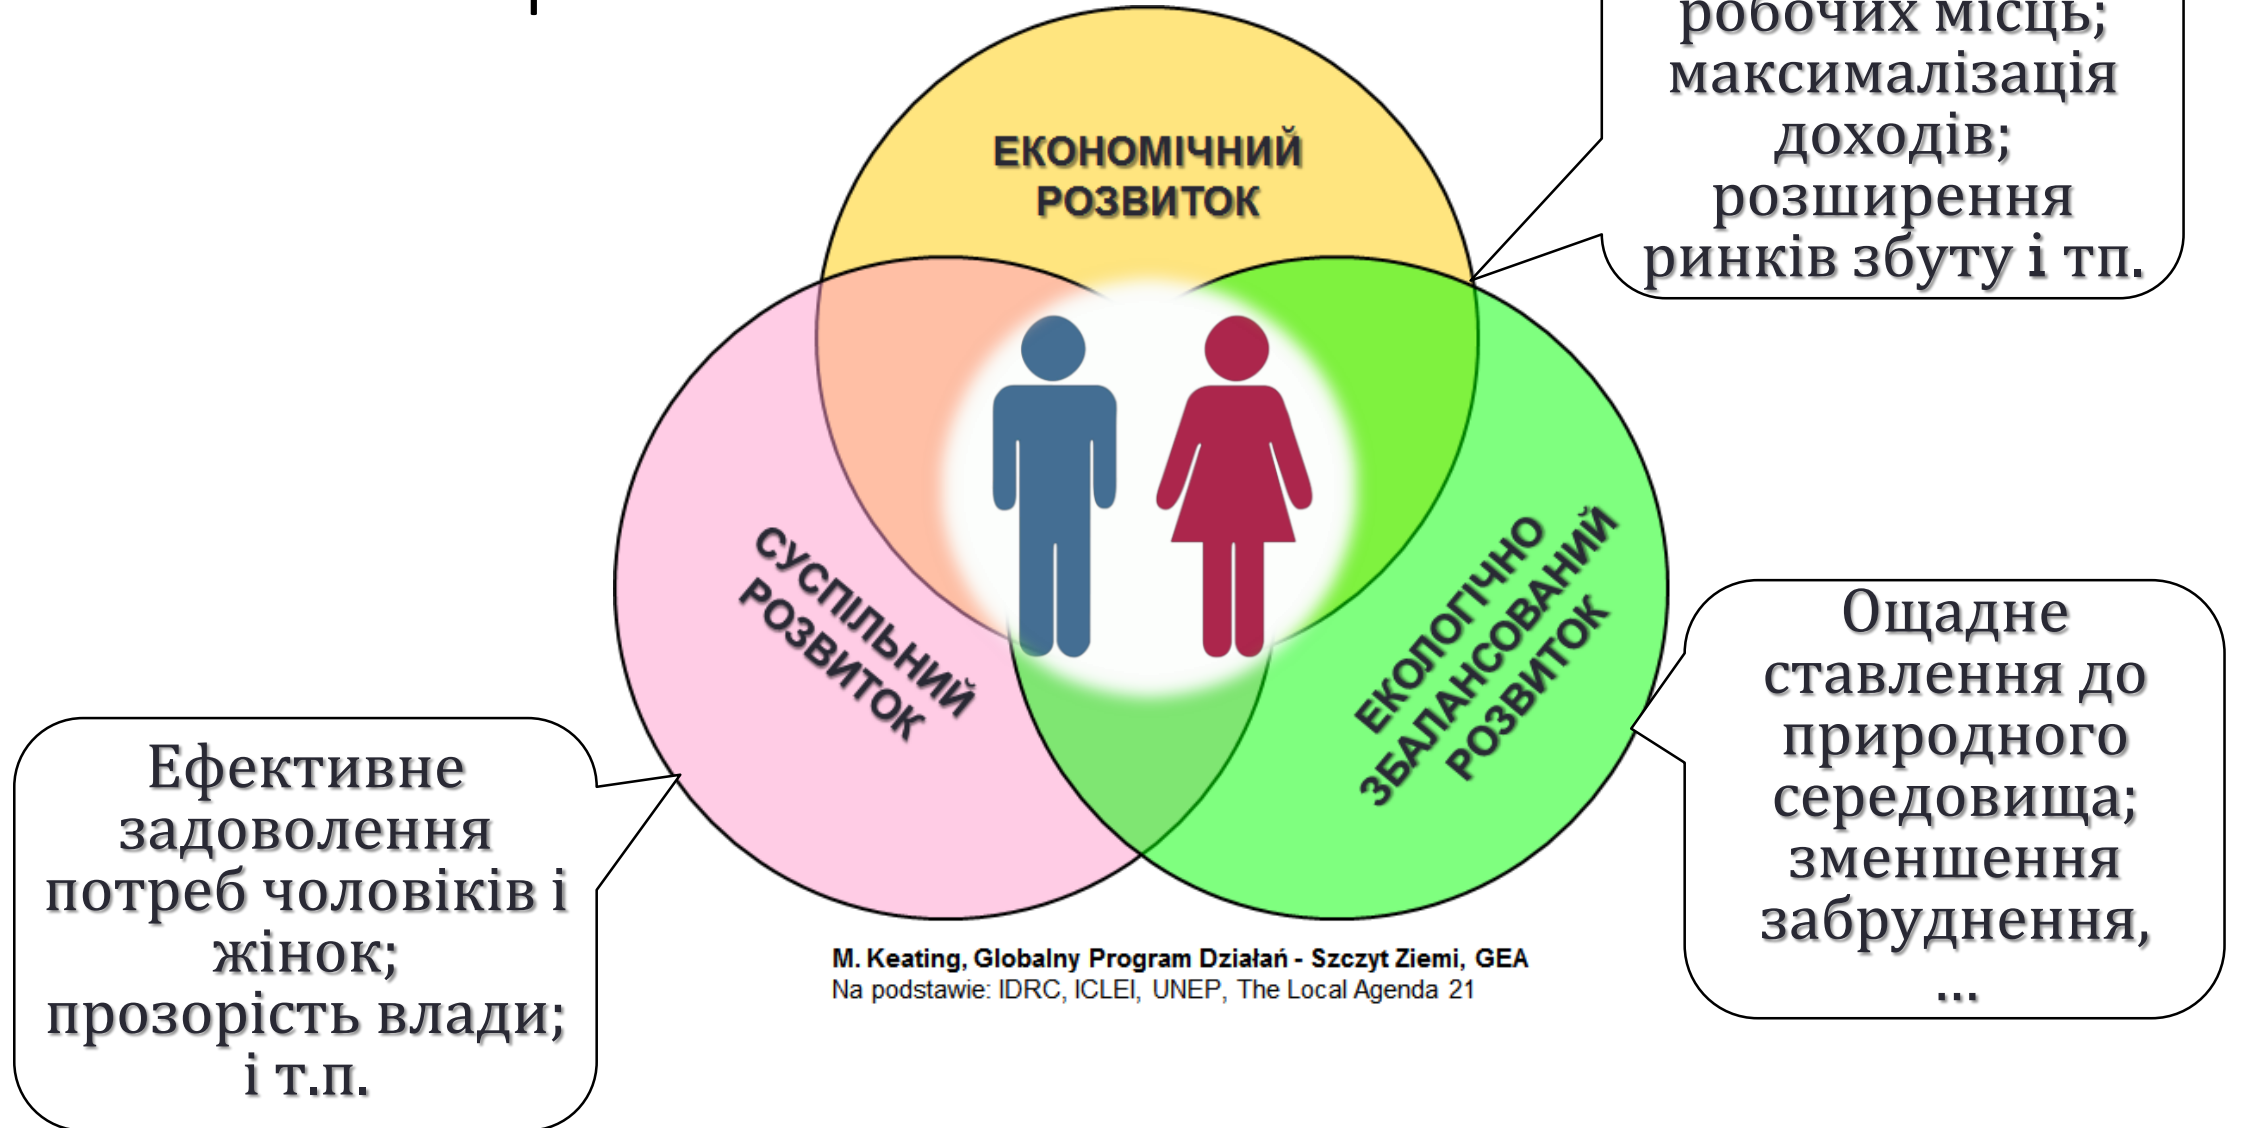 робочих місць;
максималізація
доходів;
розширення
ринків збуту і тп.
ЕКОНОМІЧНИЙ
РОЗВИТОК
СУСПІЛЬНИЙ
РОЗВИТОК
ЕКОЛОГІЧНО
ЗБАЛАНСОВАНИЙ
РОЗВИТОК
Ощадне
ставлення до
природного
середовища;
зменшення
забруднення,
...
Ефективне
задоволення
потреб чоловіків і
жінок;
прозорість влади;
і т.п.
M. Keating, Globalny Program Działań - Szczyt Ziemi, GEA
Na podstawie: IDRC, ICLEI, UNEP, The Local Agenda 21